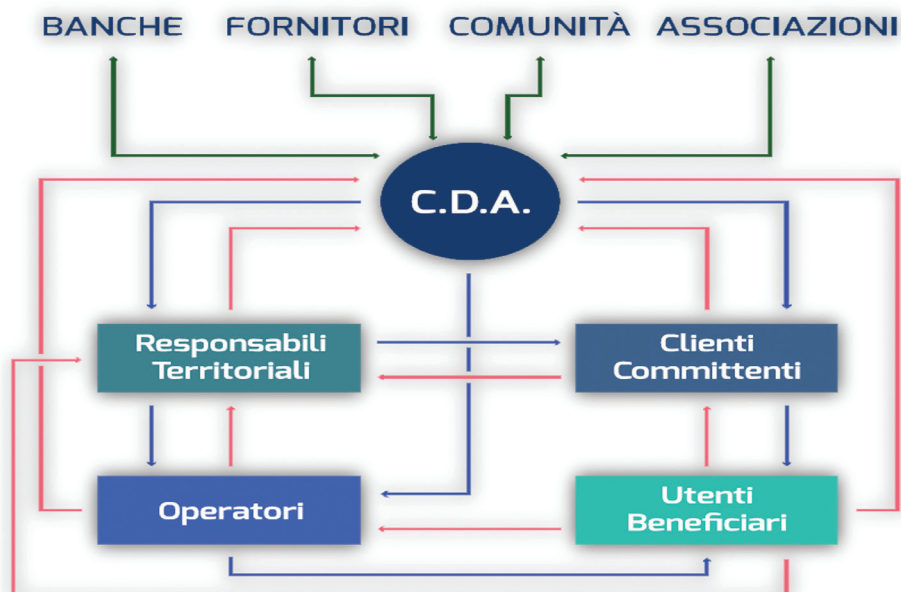 BANCHE FORNITORI COMUNITÀ ASSOCIAZIONI
C.D.A.
Responsabili
Territoriali
Clienti
Committenti
Operatori
Utenti
Beneficiari